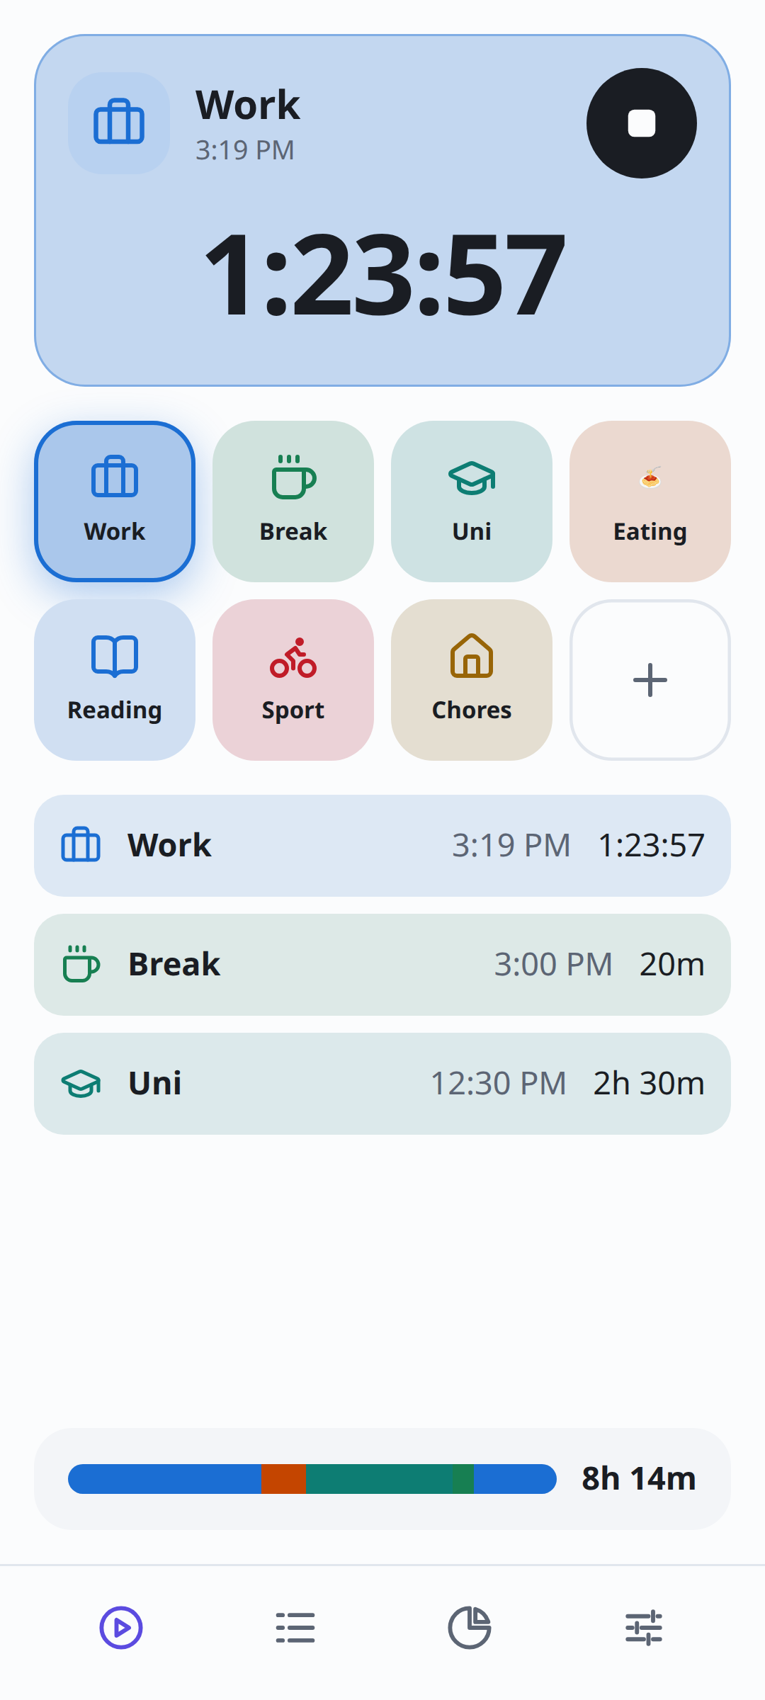 Work
3:19 PM
1:23:57
Work Break Uni Eating
Reading Sport Chores
Work 3:19 PM 1:23:57
Break 3:00 PM 20m
Uni 12:30 PM 2h 30m
8h 14m